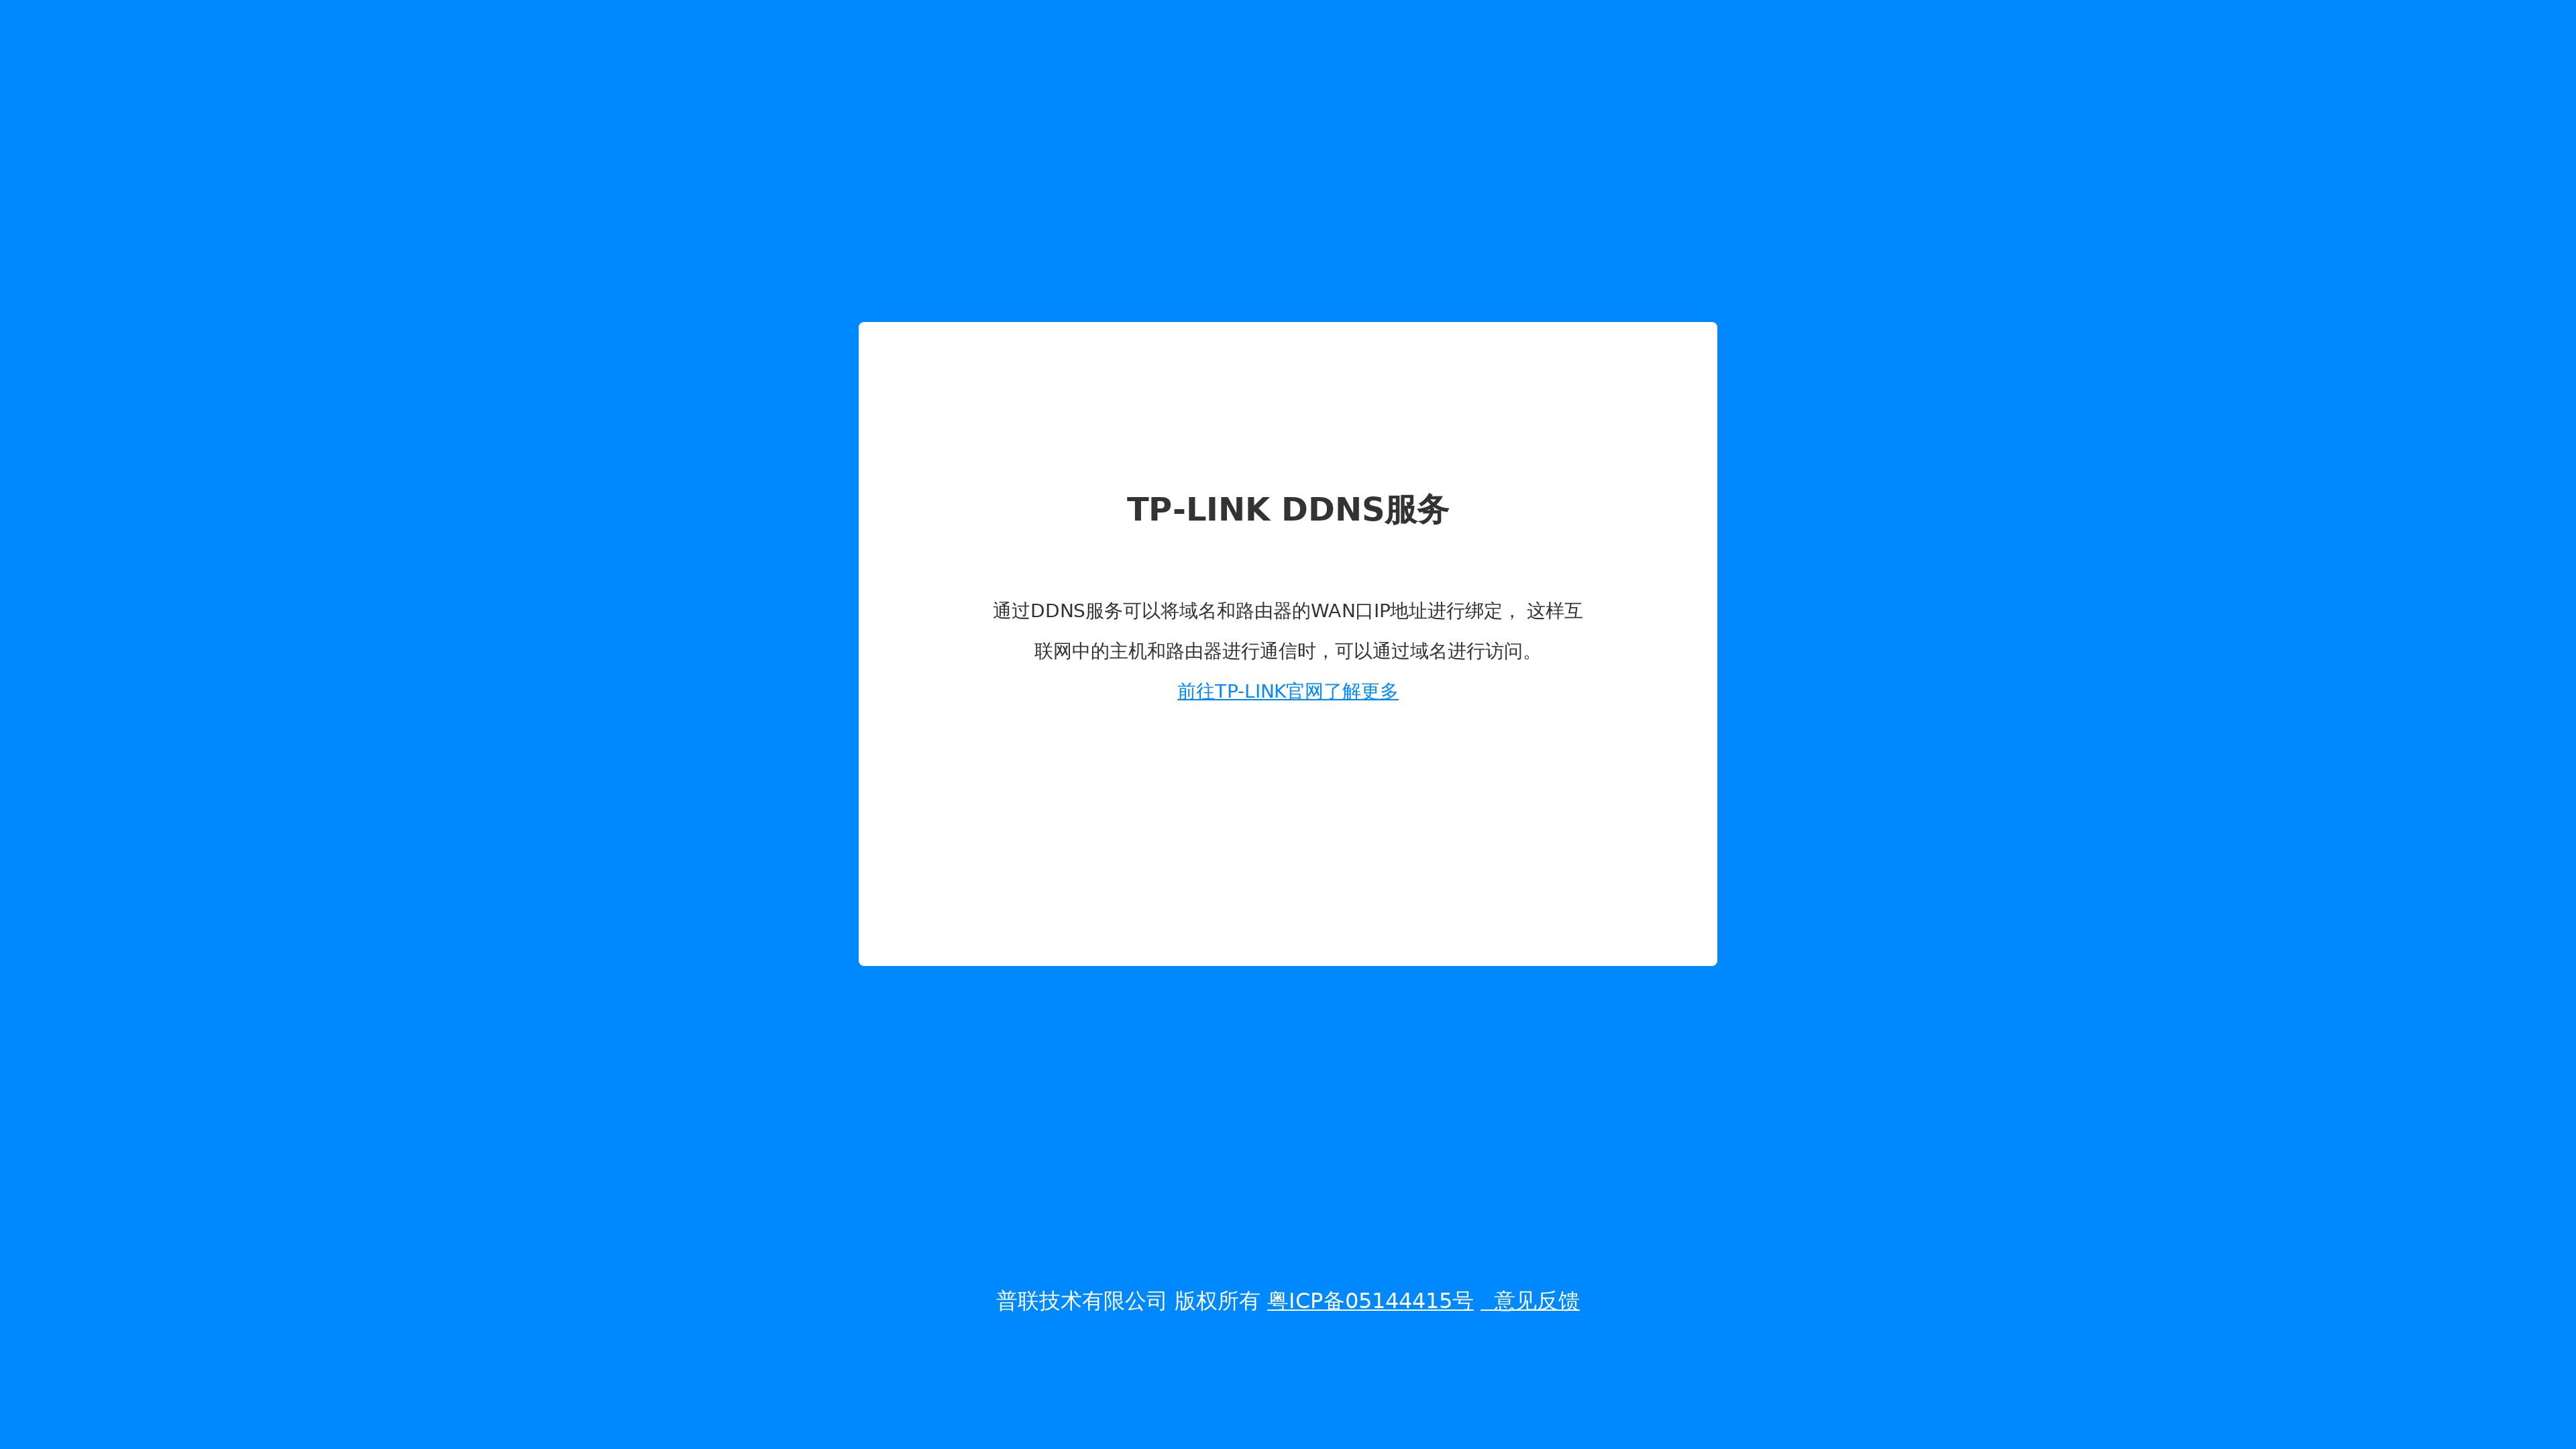 TP-LINK DDNS服务
通过DDNS服务可以将域名和路由器的WAN口IP地址进行绑定， 这样互
联网中的主机和路由器进行通信时，可以通过域名进行访问。
前往TP-LINK官网了解更多
普联技术有限公司 版权所有 粤ICP备05144415号 意见反馈